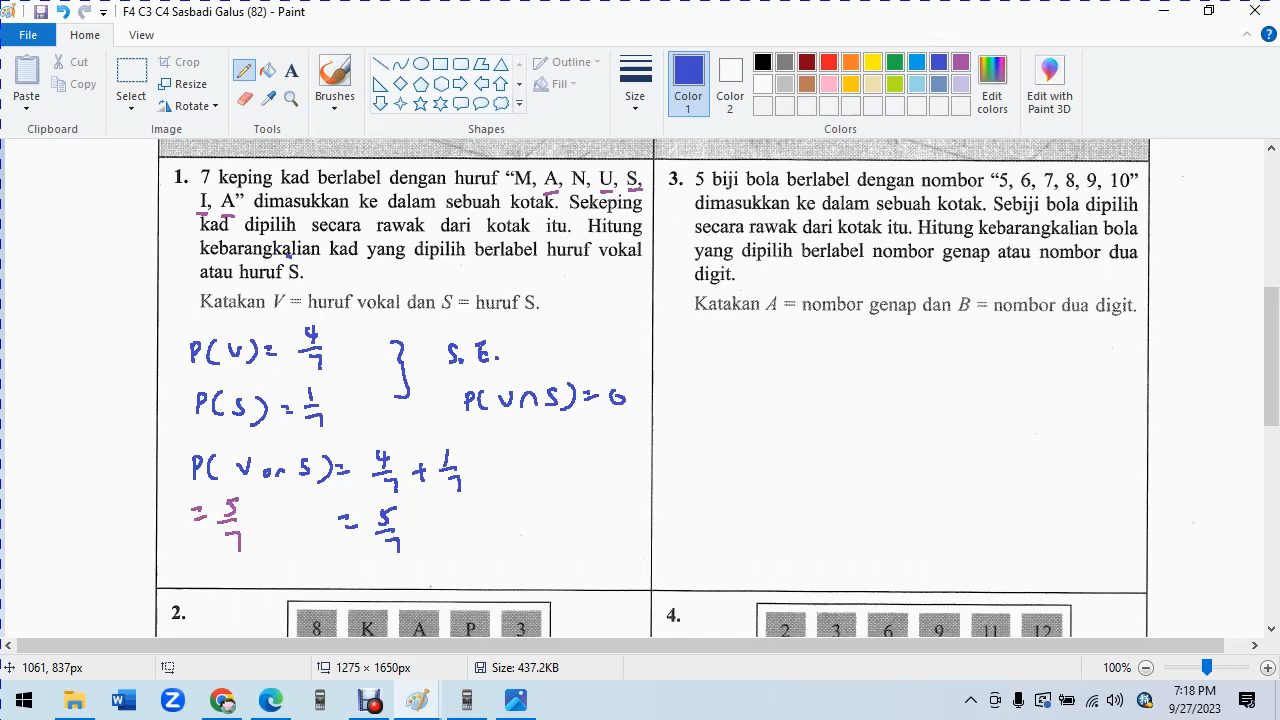 F4 C3 C4 Sasbadi Galus (82) - Paint
File Home View
Paste
Cut
Copy
Clipboard
Select
Crop
Resize
Rotate
Image
A
Tools
Brushes
Outline
Fill
Shapes
Size
Color 1
Color 2
Edit colors
Edit with Paint 3D
Colors
1. 7 keping kad berlabel dengan huruf “M, A, N, U, S,
I, A” dimasukkan ke dalam sebuah kotak. Sekeping
kad dipilih secara rawak dari kotak itu. Hitung
kebarangkalian kad yang dipilih berlabel huruf vokal
atau huruf S.
Katakan V = huruf vokal dan S = huruf S.
P(V) = 4/7 } S.E.
P(S) = 1/7 P(V∩S) = 0
P(V or S) = 4/7 + 1/7
= 5/7 = 5/7
3. 5 biji bola berlabel dengan nombor “5, 6, 7, 8, 9, 10”
dimasukkan ke dalam sebuah kotak. Sebiji bola dipilih
secara rawak dari kotak itu. Hitung kebarangkalian bola
yang dipilih berlabel nombor genap atau nombor dua
digit.
Katakan A = nombor genap dan B = nombor dua digit.
2.
8 K A P 3
4.
2 3 6 9 11 12
1061, 837px
1275 × 1650px
Size: 437.2KB
100%
7:18 PM
9/27/2023